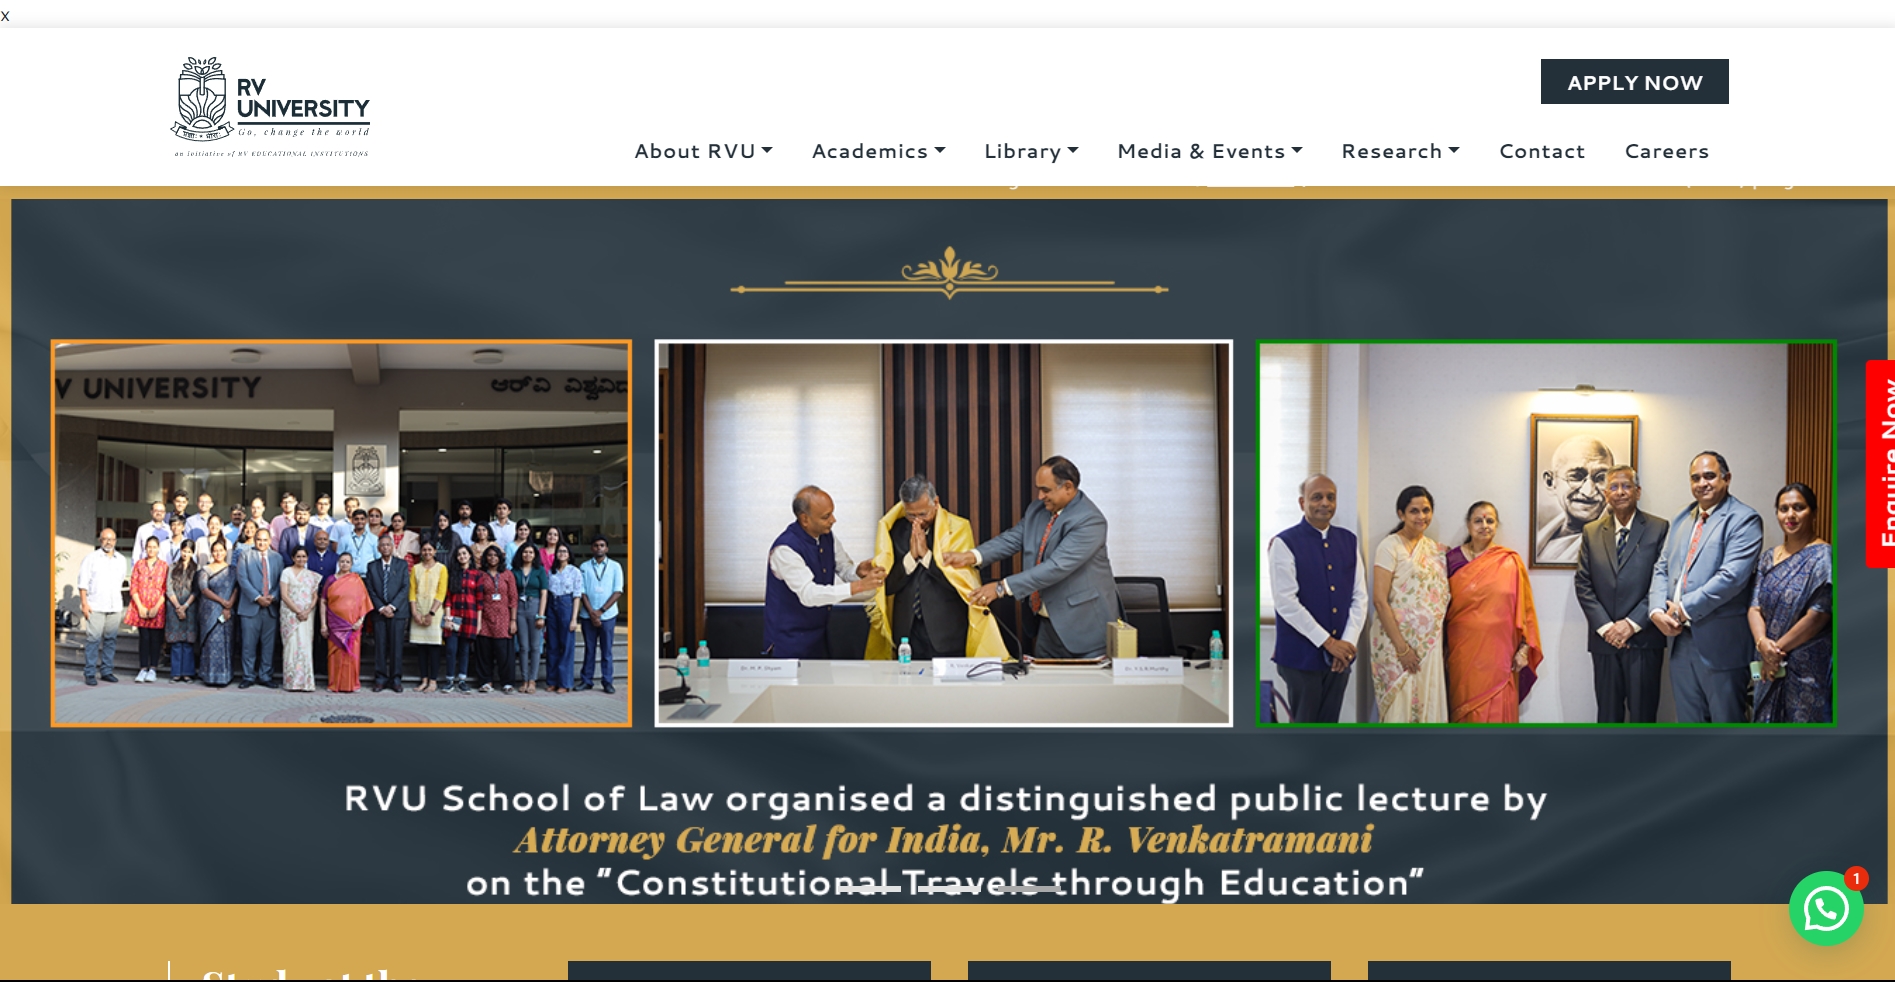 x
RV
UNIVERSITY
Go, change the world
an initiative of RV EDUCATIONAL INSTITUTIONS
APPLY NOW
About RVU
Academics
Library
Media & Events
Research
Contact
Careers
V UNIVERSITY
ಆರ್‌ವಿ ವಿಶ್ವವಿದ
Enquire Now
RVU School of Law organised a distinguished public lecture by
Attorney General for India, Mr. R. Venkatramani
on the "Constitutional Travels through Education"
1